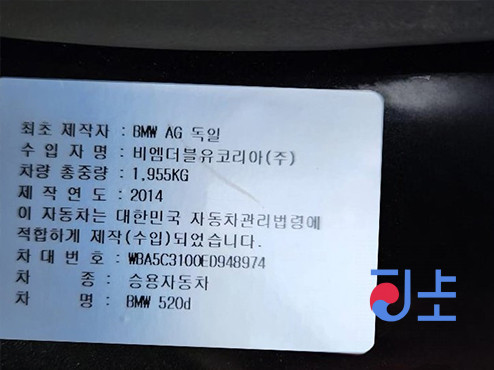 최초 제작자 : BMW AG 독일
수 입 자 명 : 비엠더블유코리아(주)
차량 총중량 : 1,955KG
제 작 연 도 : 2014
이 자동차는 대한민국 자동차관리법령에
적합하게 제작(수입)되었습니다.
차 대 번 호 : WBA5C3100ED948974
차 종 : 승용자동차
차 명 : BMW 520d